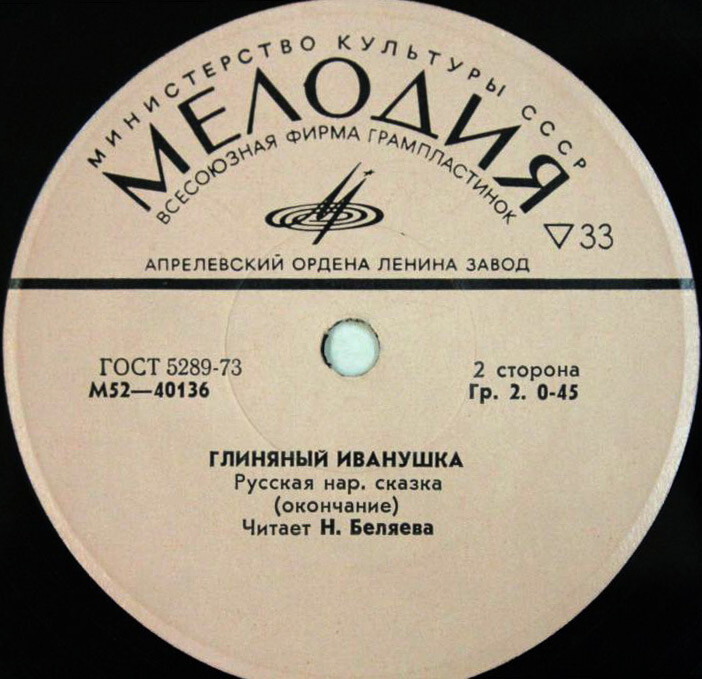 МИНИСТЕРСТВО КУЛЬТУРЫ СССР
МЕЛОДИЯ
ВСЕСОЮЗНАЯ ФИРМА ГРАМПЛАСТИНОК
33
АПРЕЛЕВСКИЙ ОРДЕНА ЛЕНИНА ЗАВОД
ГОСТ 5289-73
М52—40136
2 сторона
Гр. 2. 0-45
ГЛИНЯНЫЙ ИВАНУШКА
Русская нар. сказка
(окончание)
Читает Н. Беляева